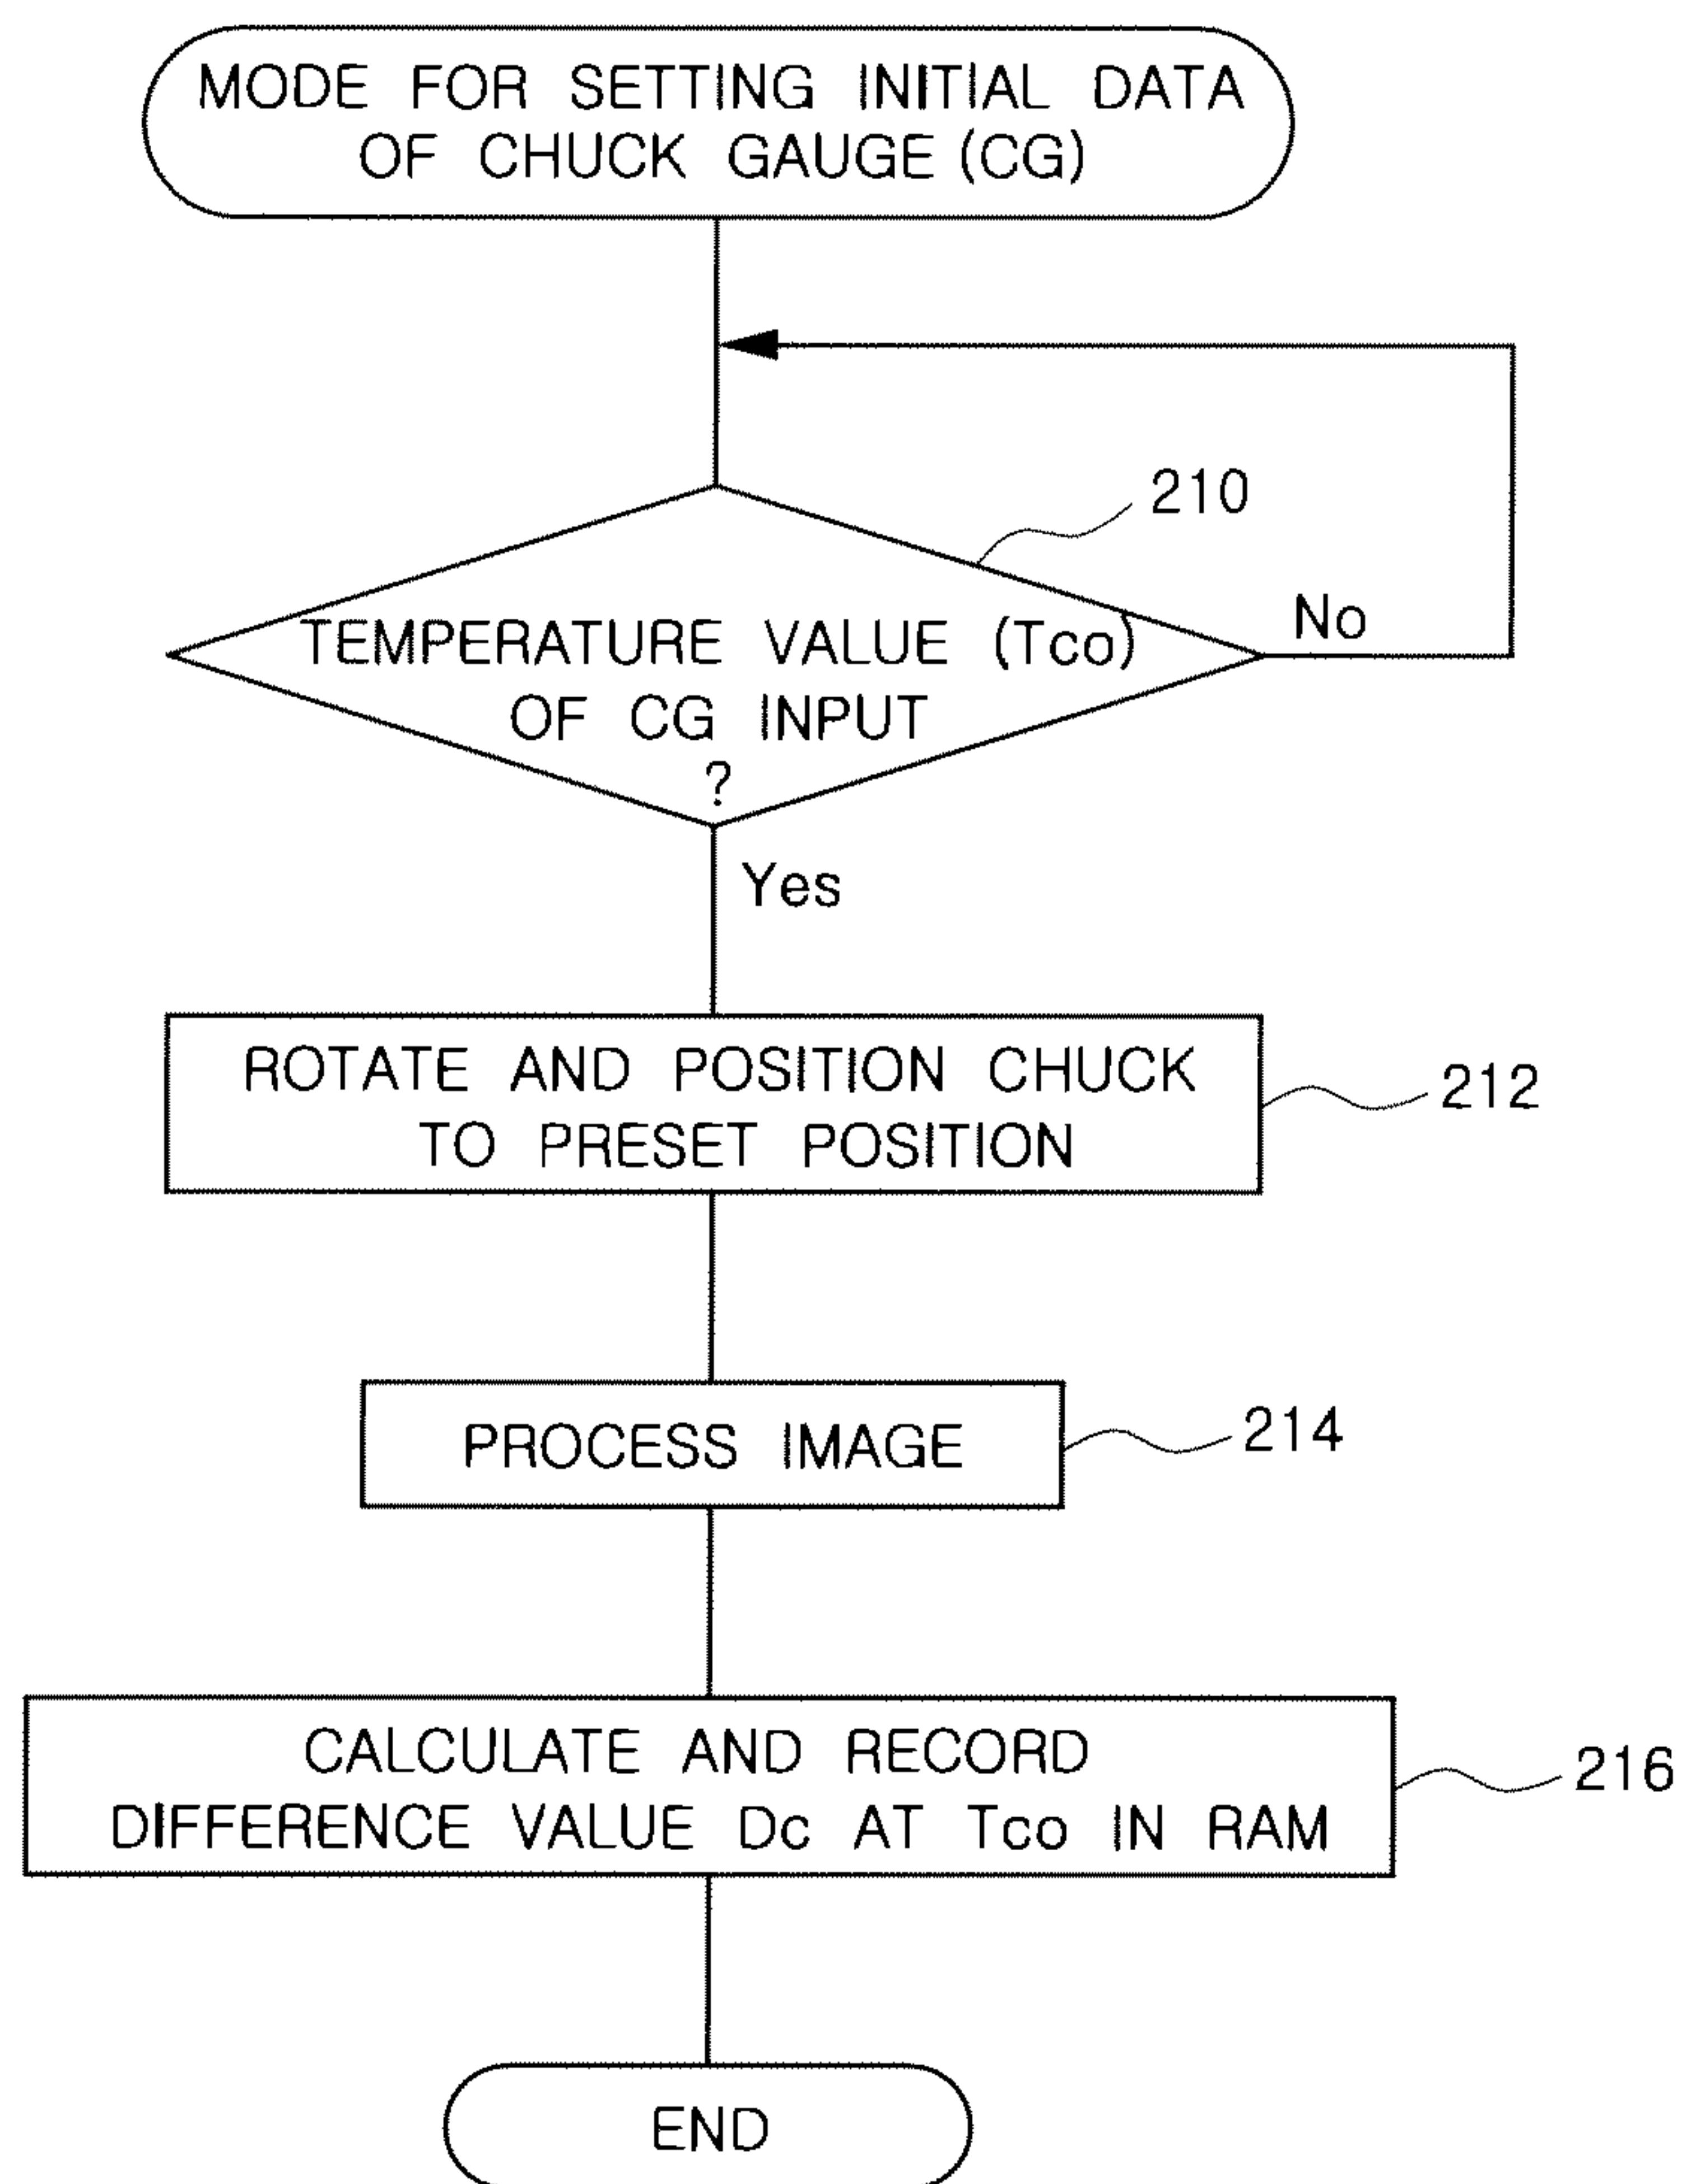 MODE FOR SETTING INITIAL DATA
OF CHUCK GAUGE (CG)
210
TEMPERATURE VALUE (Tco)
OF CG INPUT
?
No
Yes
ROTATE AND POSITION CHUCK
TO PRESET POSITION
212
PROCESS IMAGE
214
CALCULATE AND RECORD
DIFFERENCE VALUE Dc AT Tco IN RAM
216
END